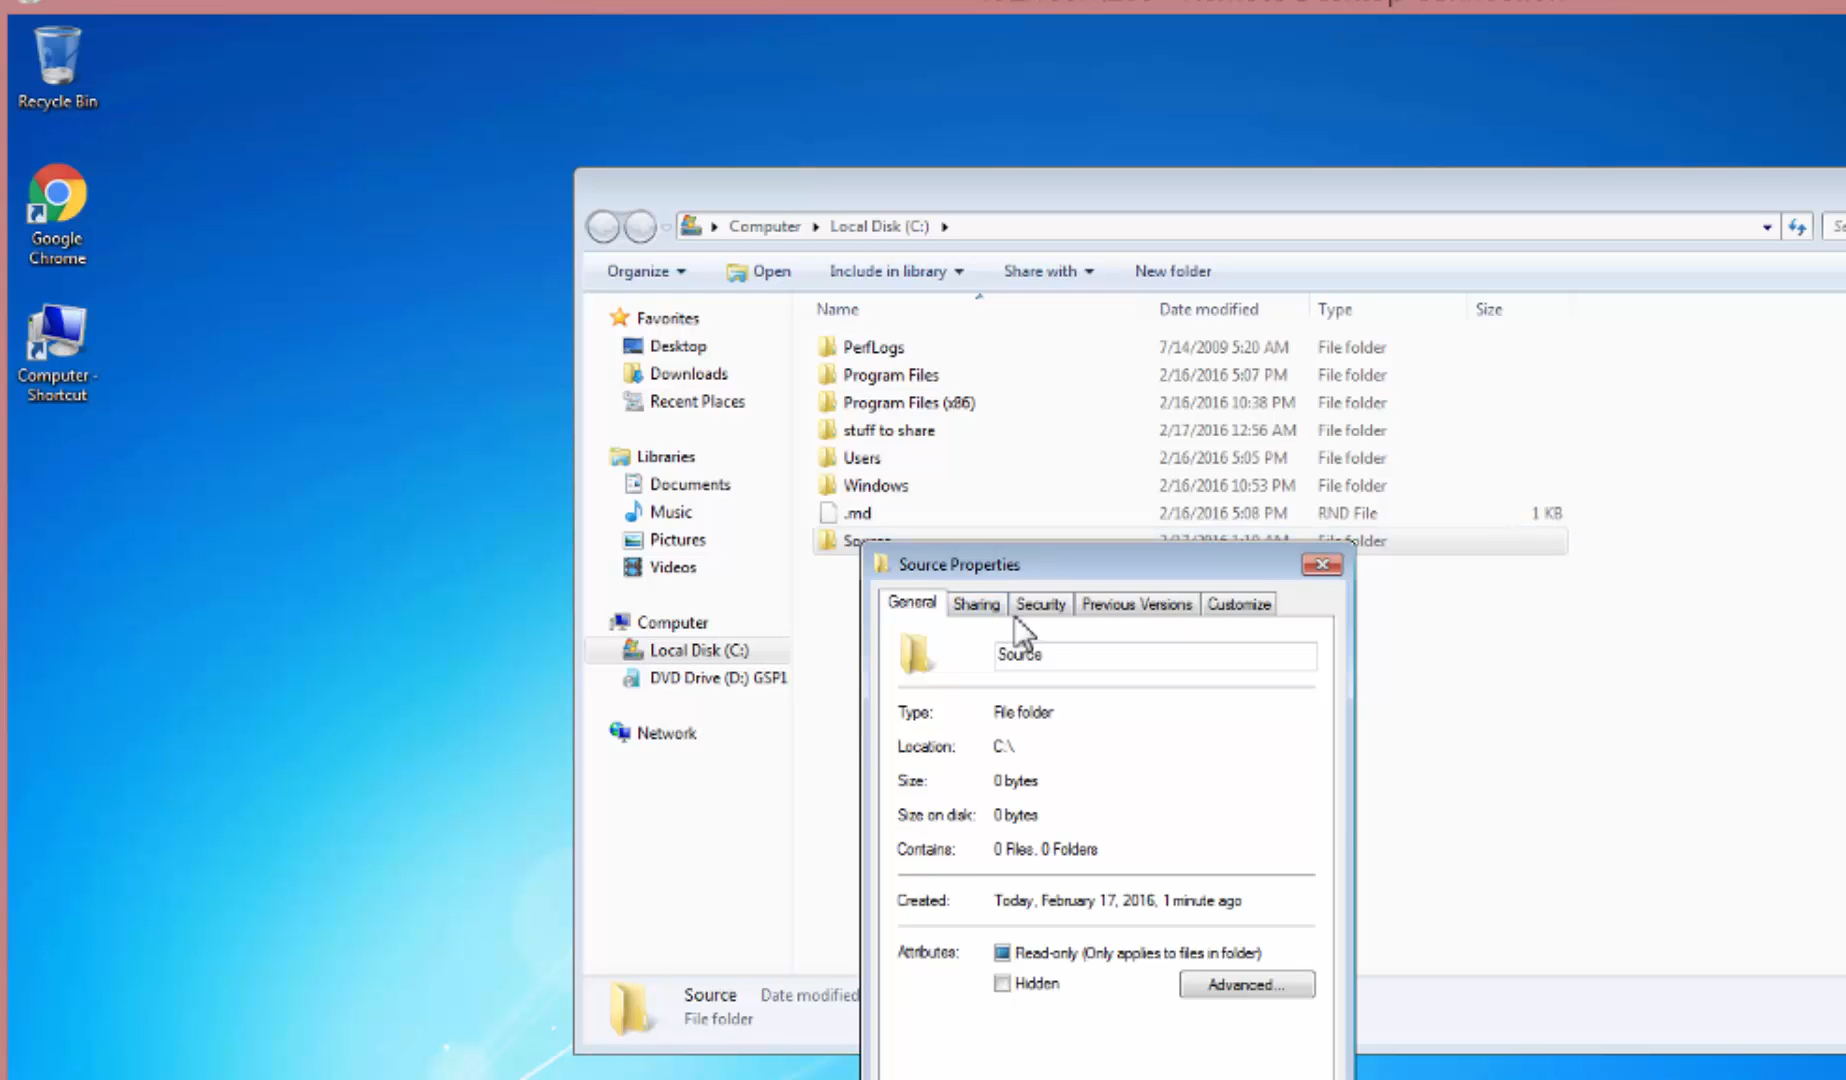 Recycle Bin
Google
Chrome
Computer -
Shortcut
Computer Local Disk (C:)
Organize Open Include in library Share with New folder
Name Date modified Type Size
Favorites
Desktop
Downloads
Recent Places
Libraries
Documents
Music
Pictures
Videos
Computer
Local Disk (C:)
DVD Drive (D:) GSP1
Network
PerfLogs 7/14/2009 5:20 AM File folder
Program Files 2/16/2016 5:07 PM File folder
Program Files (x86) 2/16/2016 10:38 PM File folder
stuff to share 2/17/2016 12:56 AM File folder
Users 2/16/2016 5:05 PM File folder
Windows 2/16/2016 10:53 PM File folder
.rnd 2/16/2016 5:08 PM RND File 1 KB
Source 2/17/2016 1:10 AM File folder
Source Properties
General Sharing Security Previous Versions Customize
Source
Type: File folder
Location: C:\
Size: 0 bytes
Size on disk: 0 bytes
Contains: 0 Files, 0 Folders
Created: Today, February 17, 2016, 1 minute ago
Attributes: Read-only (Only applies to files in folder)
Hidden Advanced...
Source Date modified
File folder